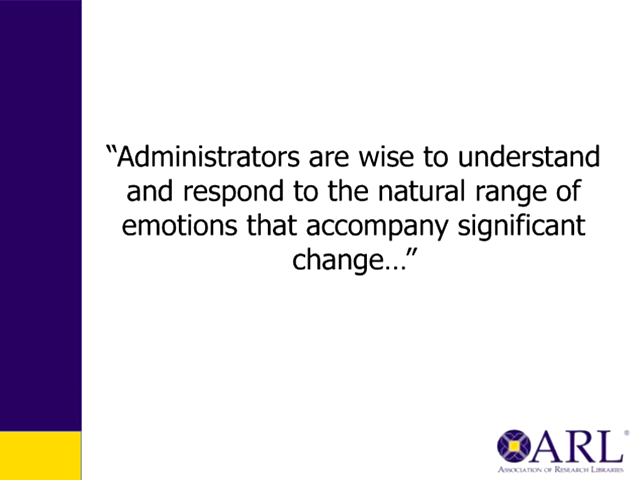 “Administrators are wise to understand
and respond to the natural range of
emotions that accompany significant
change…”
ARL®
Association of Research Libraries